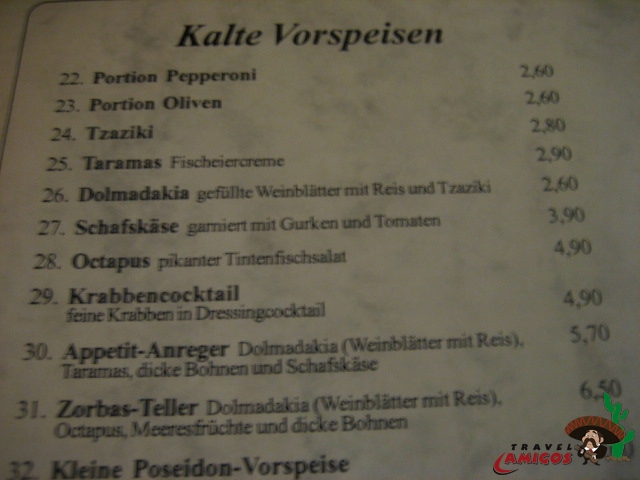 Kalte Vorspeisen
22. Portion Pepperoni 2,60
23. Portion Oliven 2,60
24. Tzaziki 2,80
25. Taramas Fischeiercreme 2,90
26. Dolmadakia gefüllte Weinblätter mit Reis und Tzaziki 2,60
27. Schafskäse garniert mit Gurken und Tomaten 3,90
28. Octapus pikanter Tintenfischsalat 4,90
29. Krabbencocktail 4,90
feine Krabben in Dressingcocktail
30. Appetit-Anreger Dolmadakia (Weinblätter mit Reis), 5,70
Taramas, dicke Bohnen und Schafskäse
31. Zorbas-Teller Dolmadakia (Weinblätter mit Reis), 6,50
Octapus, Meeresfrüchte und dicke Bohnen
32. Kleine Poseidon-Vorspeise
TRAVEL
AMIGOS